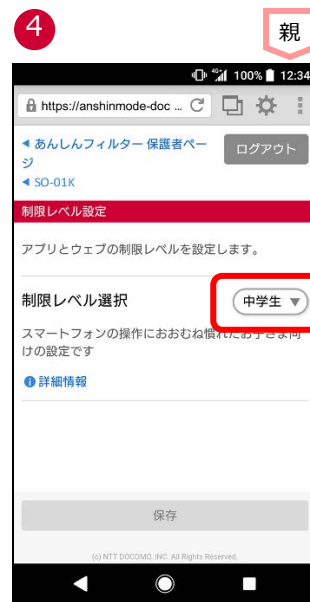 4
親
4G 100% 12:34
https://anshinmode-doc ...
あんしんフィルター 保護者ペー
ジ
ログアウト
SO-01K
制限レベル設定
アプリとウェブの制限レベルを設定します。
制限レベル選択
中学生 ▼
スマートフォンの操作におおむね慣れたお子さま向
けの設定です
詳細情報
保存
(c) NTT DOCOMO, INC. All Rights Reserved.